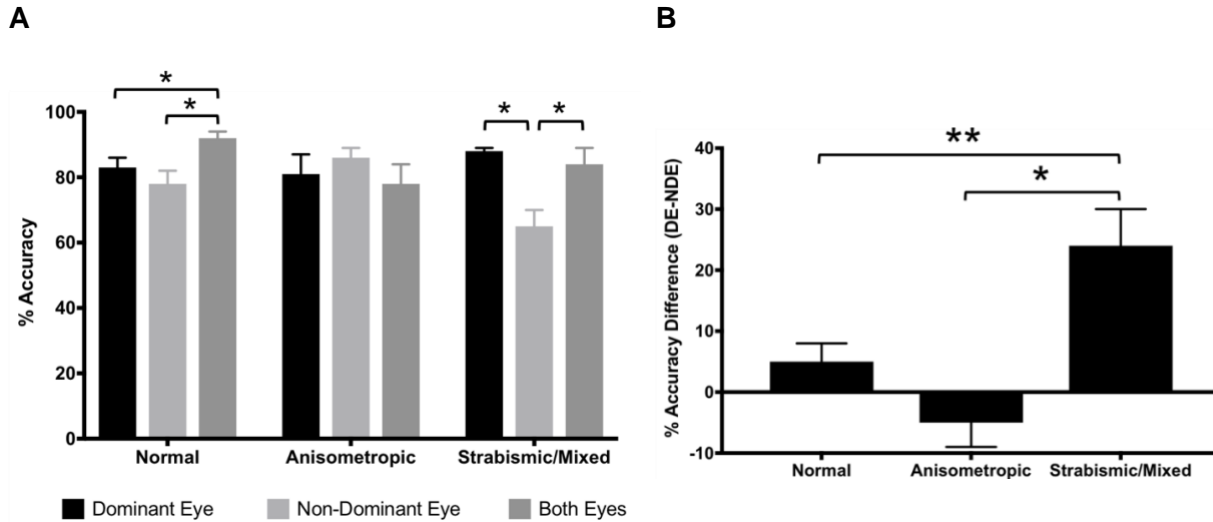 A
* *
% Accuracy
100
80
60
40
20
0
* *
Normal Anisometropic Strabismic/Mixed
Dominant Eye Non-Dominant Eye Both Eyes
B
% Accuracy Difference (DE-NDE)
40
30
20
10
0
-10
**
*
Normal Anisometropic Strabismic/Mixed